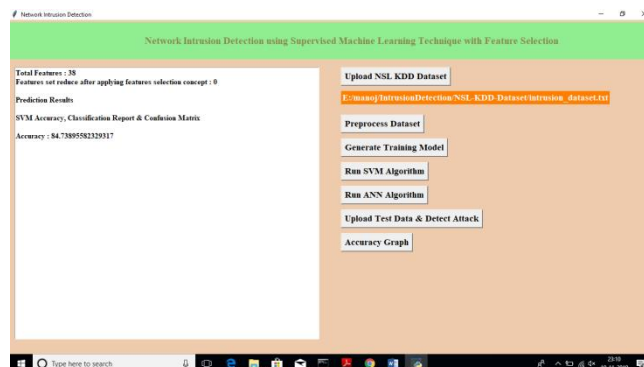 Network Intrusion Detection
Network Intrusion Detection using Supervised Machine Learning Technique with Feature Selection
Total Features : 38
Features set reduce after applying features selection concept : 0
Prediction Results
SVM Accuracy, Classification Report & Confusion Matrix
Accuracy : 84.73895582329317
Upload NSL KDD Dataset
E:/manoj/IntrusionDetection/NSL-KDD-Dataset/intrusion_dataset.txt
Preprocess Dataset
Generate Training Model
Run SVM Algorithm
Run ANN Algorithm
Upload Test Data & Detect Attack
Accuracy Graph
Type here to search
23:10